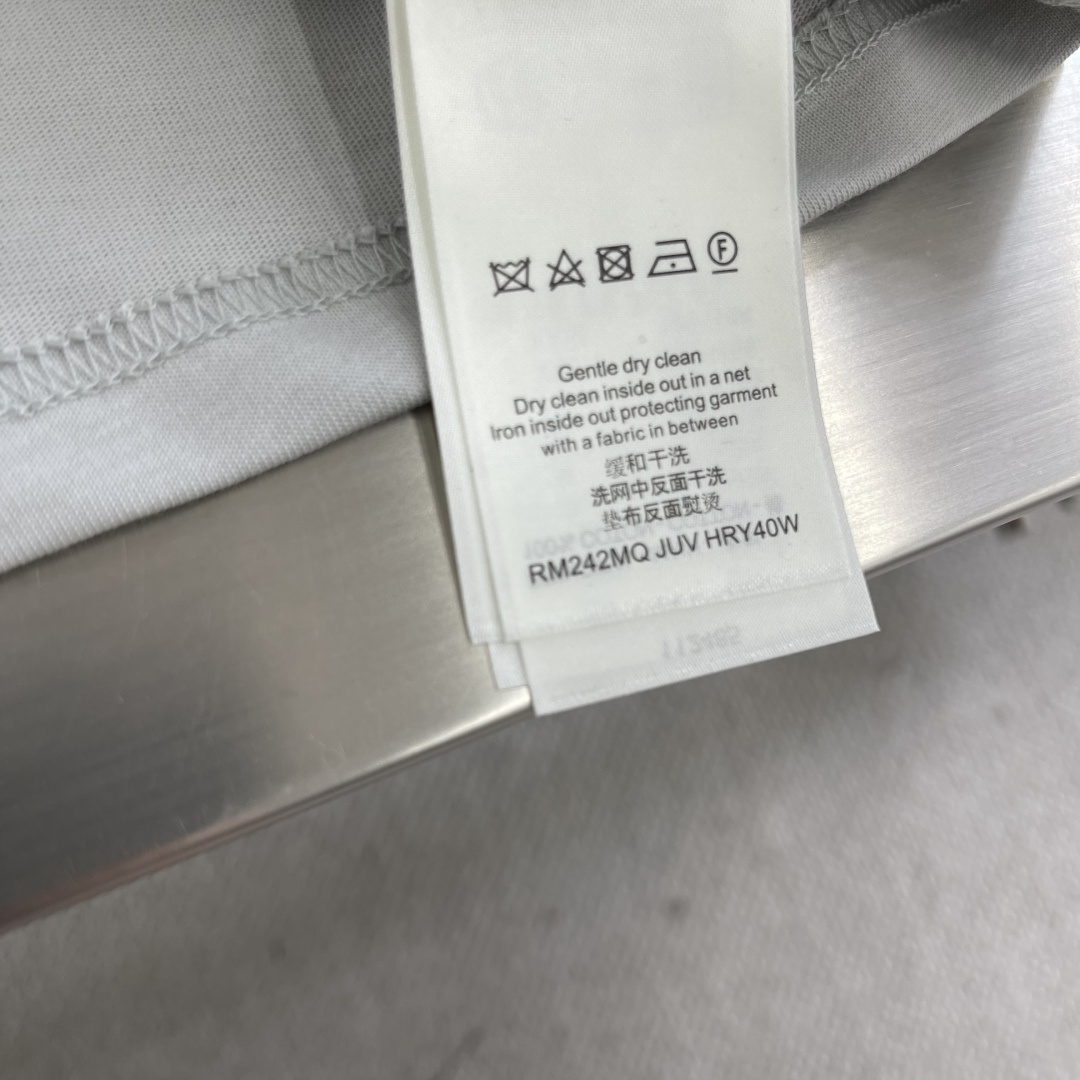 F
Gentle dry clean
Dry clean inside out in a net
Iron inside out protecting garment
with a fabric in between
缓和干洗
洗网中反面干洗
垫布反面熨烫
RM242MQ JUV HRY40W